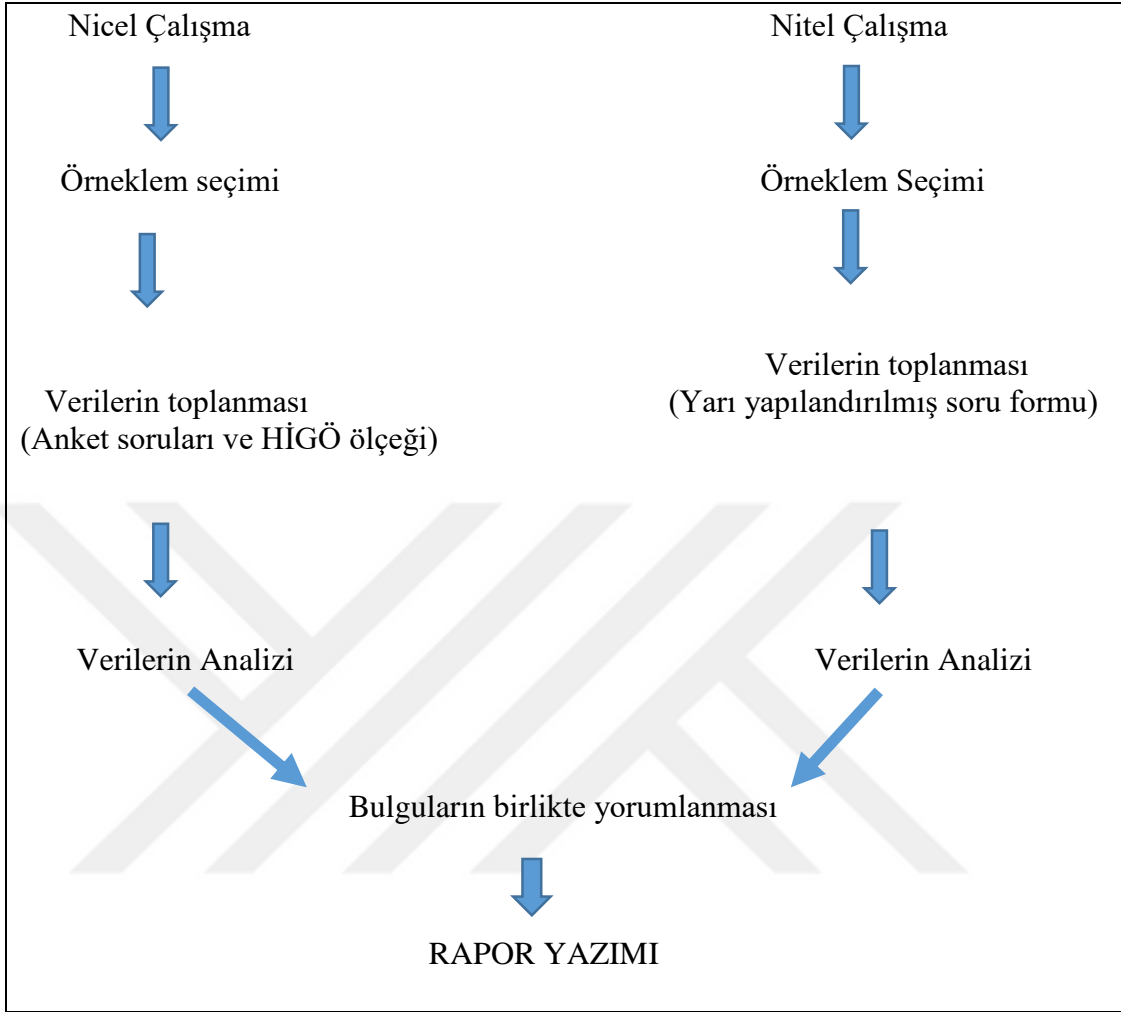 Nicel Çalışma
Nitel Çalışma
Örneklem seçimi
Örneklem Seçimi
Verilerin toplanması
(Anket soruları ve HİGÖ ölçeği)
Verilerin toplanması
(Yarı yapılandırılmış soru formu)
Verilerin Analizi
Verilerin Analizi
Bulguların birlikte yorumlanması
RAPOR YAZIMI